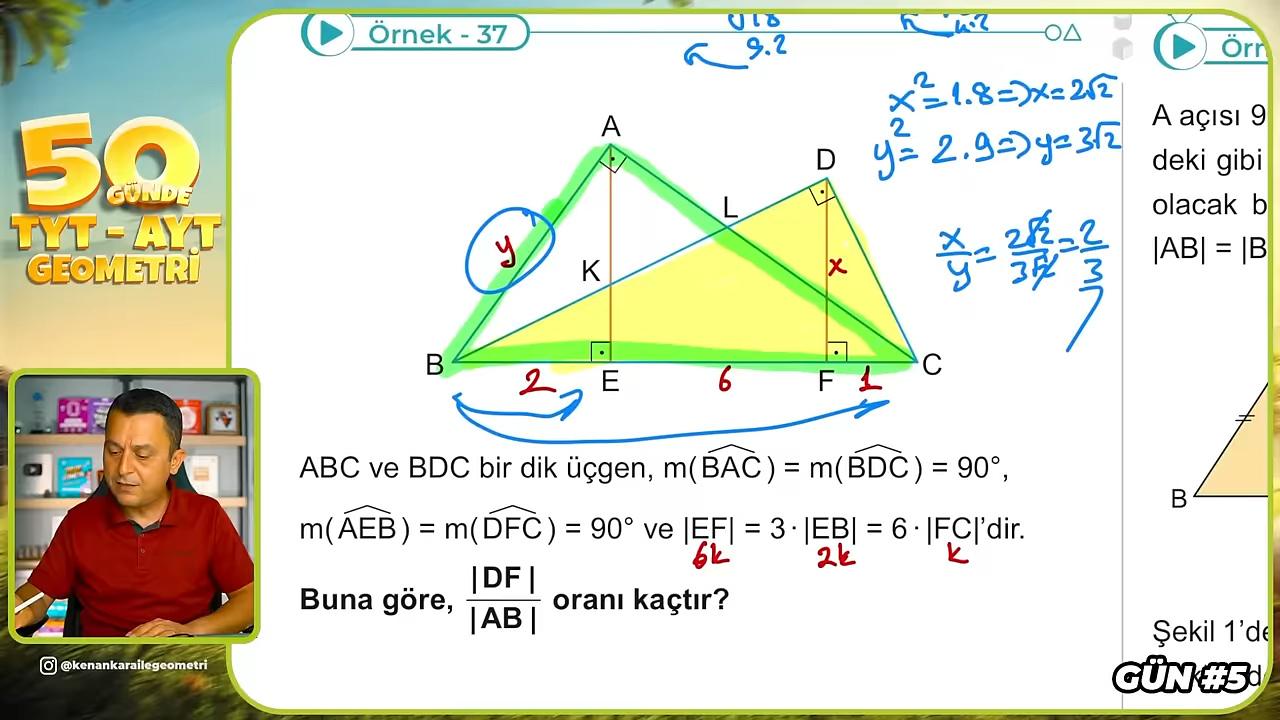 Örnek - 37
9.2
x² = 1.8 => x = 2√2
y² = 2.9 => y = 3√2
x/y = 2√2/3√2 = 2/3
50
GÜNDE
TYT - AYT
GEOMETRİ
A
D
L
K
y
x
B
E
F
C
2
6
1
ABC ve BDC bir dik üçgen, m(BAC) = m(BDC) = 90°,
m(AEB) = m(DFC) = 90° ve |EF| = 3·|EB| = 6·|FC|'dir.
6k 2k k
Buna göre, |DF|/|AB| oranı kaçtır?
@kenankarailegeometri
Örn
A açısı 9
deki gibi
olacak b
|AB| = |B
B
Şekil 1'de
GÜN #5